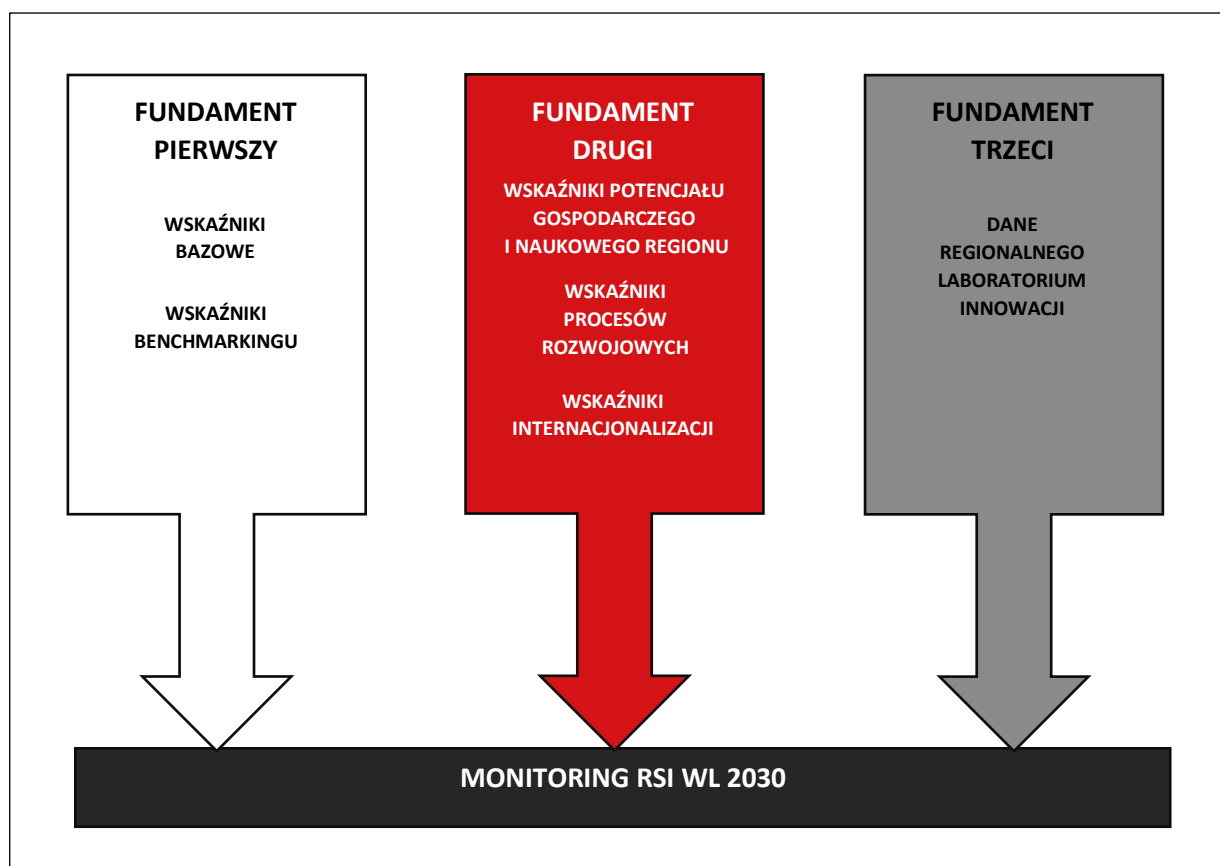 FUNDAMENT
PIERWSZY
WSKAŹNIKI
BAZOWE
WSKAŹNIKI
BENCHMARKINGU
FUNDAMENT
DRUGI
WSKAŹNIKI POTENCJAŁU
GOSPODARCZEGO
I NAUKOWEGO REGIONU
WSKAŹNIKI
PROCESÓW
ROZWOJOWYCH
WSKAŹNIKI
INTERNACJONALIZACJI
FUNDAMENT
TRZECI
DANE
REGIONALNEGO
LABORATORIUM
INNOWACJI
MONITORING RSI WL 2030